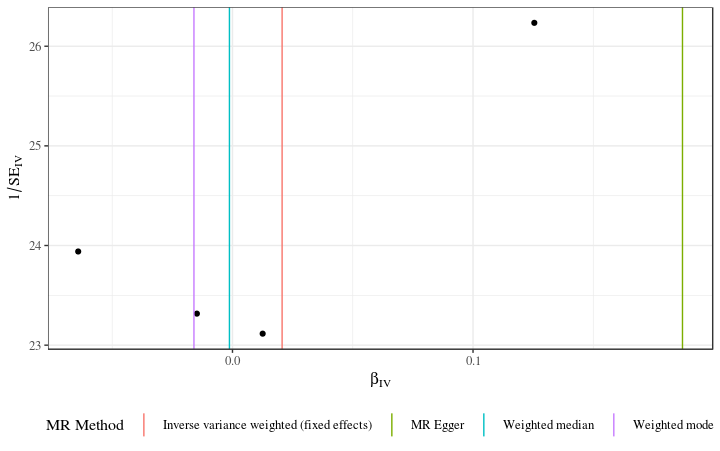 26
25
24
23
1/SE_IV
0.0 0.1
β_IV
MR Method Inverse variance weighted (fixed effects) MR Egger Weighted median Weighted mode